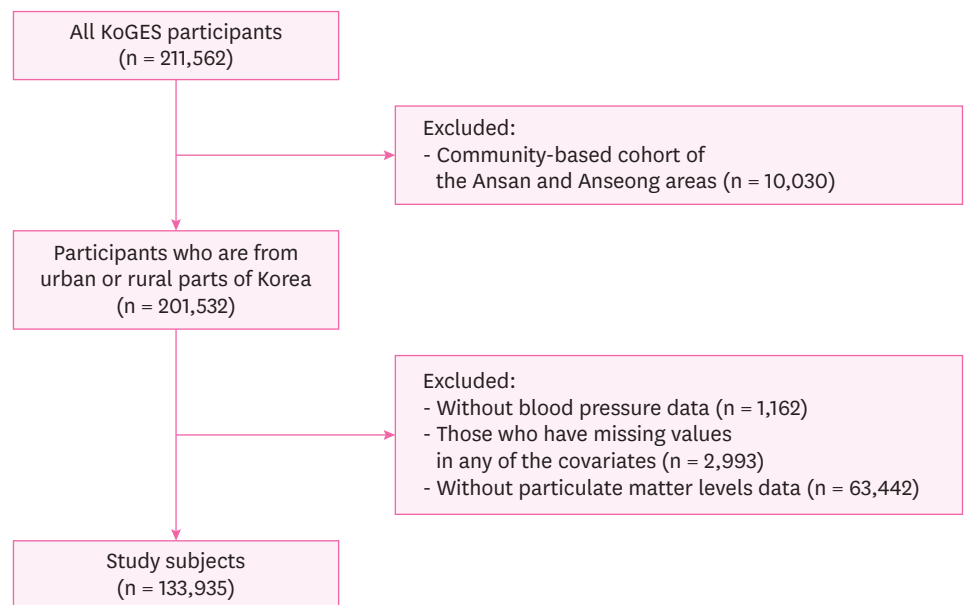 All KoGES participants
(n = 211,562)
Excluded:
- Community-based cohort of
the Ansan and Anseong areas (n = 10,030)
Participants who are from
urban or rural parts of Korea
(n = 201,532)
Excluded:
- Without blood pressure data (n = 1,162)
- Those who have missing values
in any of the covariates (n = 2,993)
- Without particulate matter levels data (n = 63,442)
Study subjects
(n = 133,935)